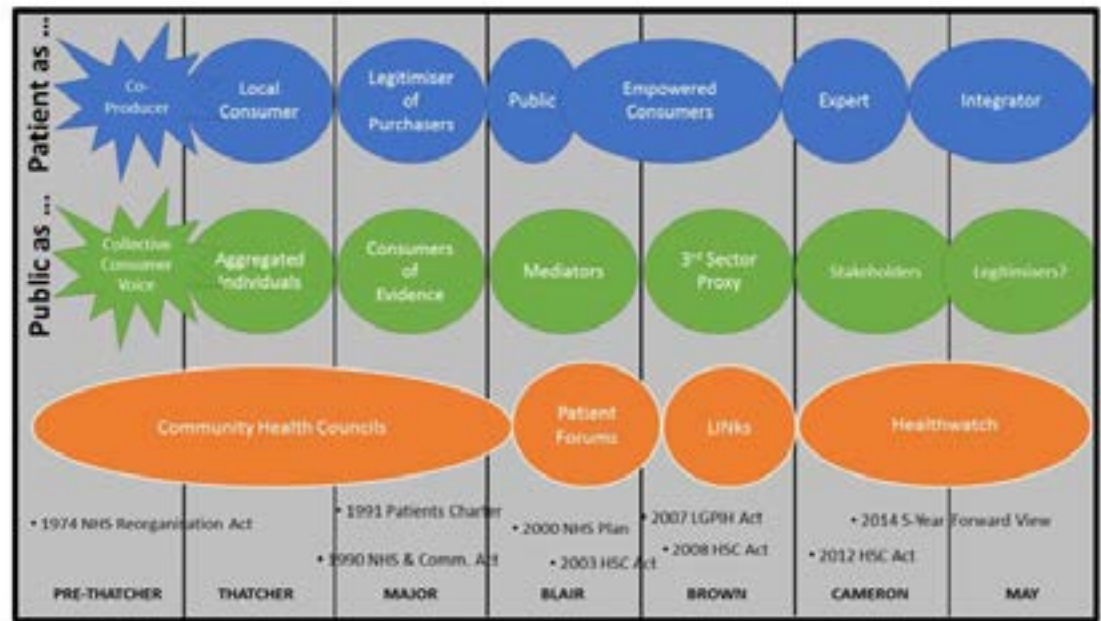 Patient as ...
Co-
Producer
Local
Consumer
Legitimiser
of
Purchasers
Public
Empowered
Consumers
Expert
Integrator
Public as ...
Collective
Consumer
Voice
Aggregated
Individuals
Consumers
of
Evidence
Mediators
3rd Sector
Proxy
Stakeholders
Legitimisers?
Community Health Councils
Patient
Forums
LINks
Healthwatch
• 1974 NHS Reorganisation Act
• 1991 Patients Charter
• 1990 NHS & Comm. Act
• 2000 NHS Plan
• 2003 HSC Act
• 2007 LGPIH Act
• 2008 HSC Act
• 2014 5-Year Forward View
• 2012 HSC Act
PRE-THATCHER
THATCHER
MAJOR
BLAIR
BROWN
CAMERON
MAY